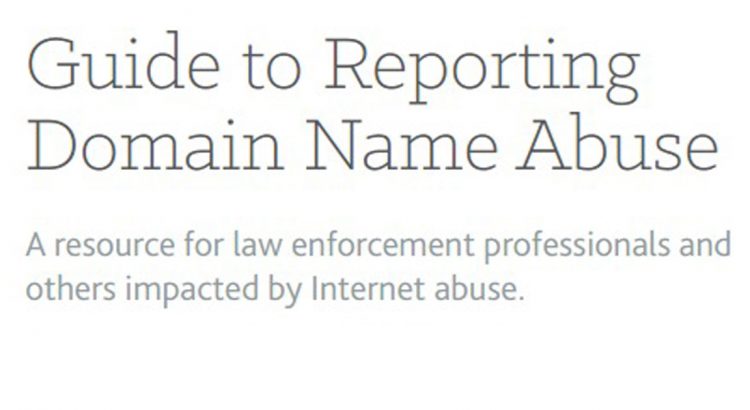 Guide to Reporting
Domain Name Abuse
A resource for law enforcement professionals and
others impacted by Internet abuse.